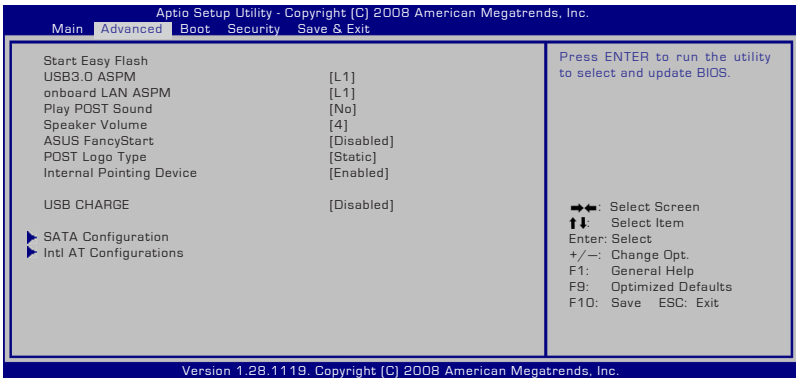 Aptio Setup Utility - Copyright (C) 2008 American Megatrends, Inc.
Main Advanced Boot Security Save & Exit
Start Easy Flash
USB3.0 ASPM [L1]
onboard LAN ASPM [L1]
Play POST Sound [No]
Speaker Volume [4]
ASUS FancyStart [Disabled]
POST Logo Type [Static]
Internal Pointing Device [Enabled]
USB CHARGE [Disabled]
SATA Configuration
Intl AT Configurations
Press ENTER to run the utility
to select and update BIOS.
→←: Select Screen
↑↓: Select Item
Enter: Select
+/—: Change Opt.
F1: General Help
F9: Optimized Defaults
F10: Save ESC: Exit
Version 1.28.1119. Copyright (C) 2008 American Megatrends, Inc.